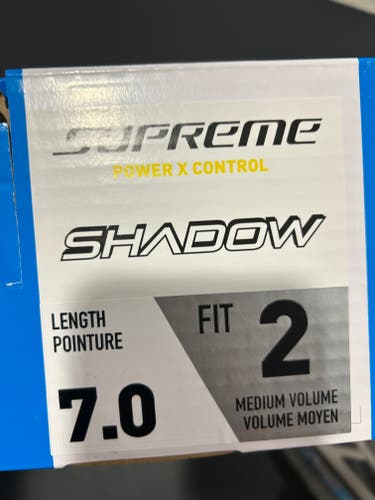 SUPREME
POWER X CONTROL
SHADOW
LENGTH
POINTURE
7.0
FIT 2
MEDIUM VOLUME
VOLUME MOYEN